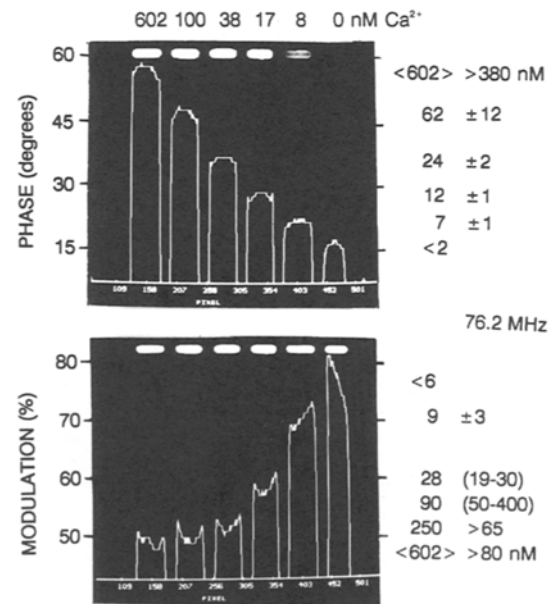 602 100 38 17 8 0 nM Ca²⁺
PHASE (degrees)
60
45
30
15
<602> >380 nM
62 ±12
24 ±2
12 ±1
7 ±1
<2
109 158 207 256 305 354 403 452 501
PIXEL
76.2 MHz
MODULATION (%)
80
70
60
50
<6
9 ±3
28 (19-30)
90 (50-400)
250 >65
<602> >80 nM
109 158 207 256 305 354 403 452 501
PIXEL